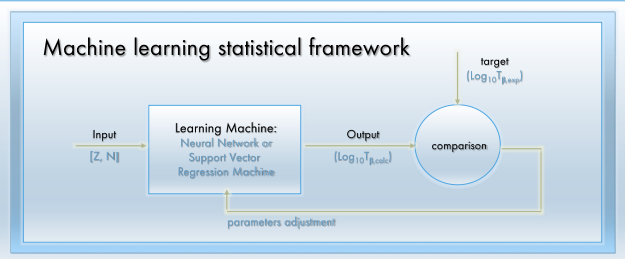 Machine learning statistical framework
target
(Log₁₀Tβ,exp)
Input
[Z, N]
Learning Machine:
Neural Network or
Support Vector
Regression Machine
Output
(Log₁₀Tβ,calc)
comparison
parameters adjustment